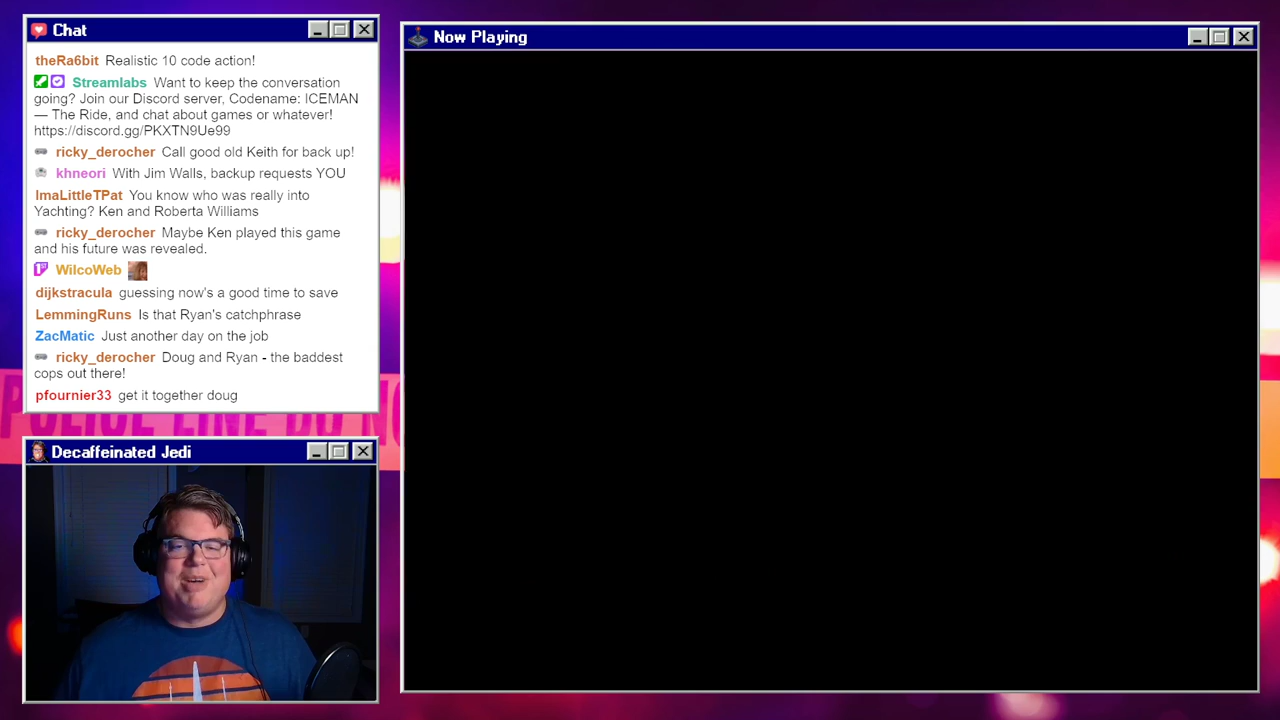 Chat
theRa6bit Realistic 10 code action!
Streamlabs Want to keep the conversation
going? Join our Discord server, Codename: ICEMAN
— The Ride, and chat about games or whatever!
https://discord.gg/PKXTN9Ue99
ricky_derocher Call good old Keith for back up!
khneori With Jim Walls, backup requests YOU
ImaLittleTPat You know who was really into
Yachting? Ken and Roberta Williams
ricky_derocher Maybe Ken played this game
and his future was revealed.
WilcoWeb
dijkstracula guessing now's a good time to save
LemmingRuns Is that Ryan's catchphrase
ZacMatic Just another day on the job
ricky_derocher Doug and Ryan - the baddest
cops out there!
pfournier33 get it together doug
POLICE LINE DO NO
Decaffeinated Jedi
Now Playing